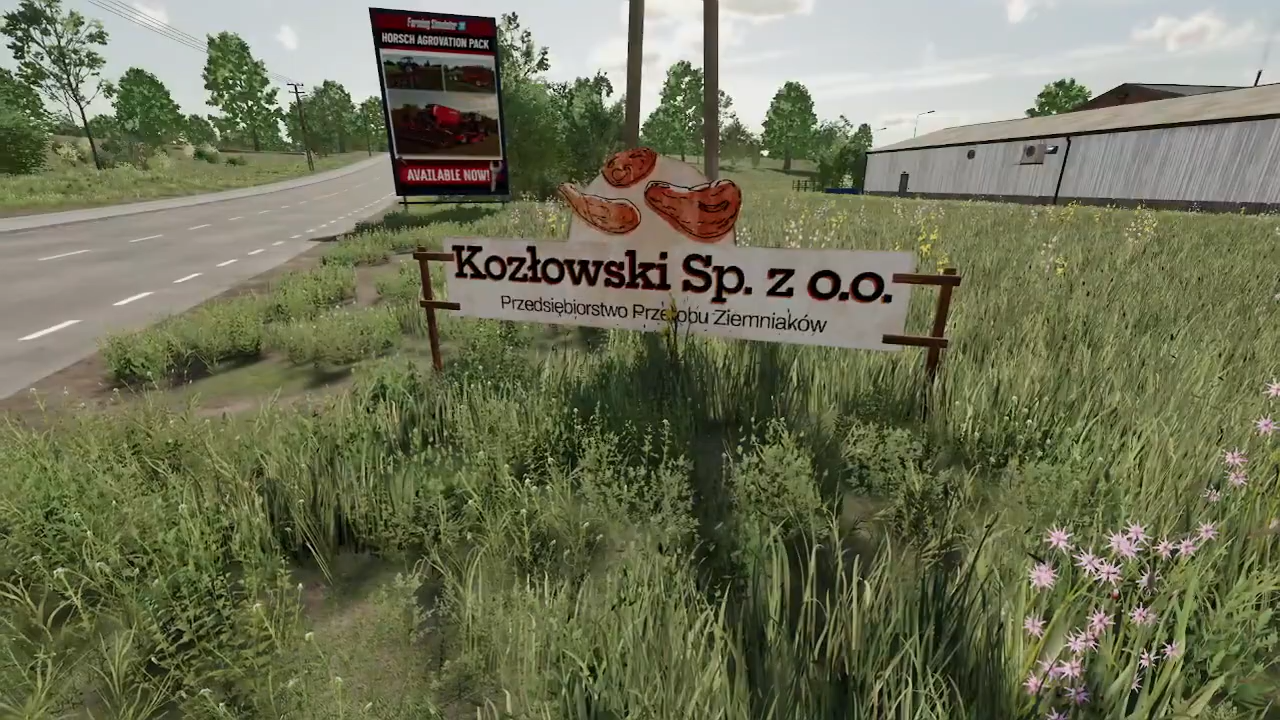 Farming Simulator 22
HORSCH AGROVATION PACK
AVAILABLE NOW!
Kozłowski Sp. z o.o.
Przedsiębiorstwo Przerobu Ziemniaków